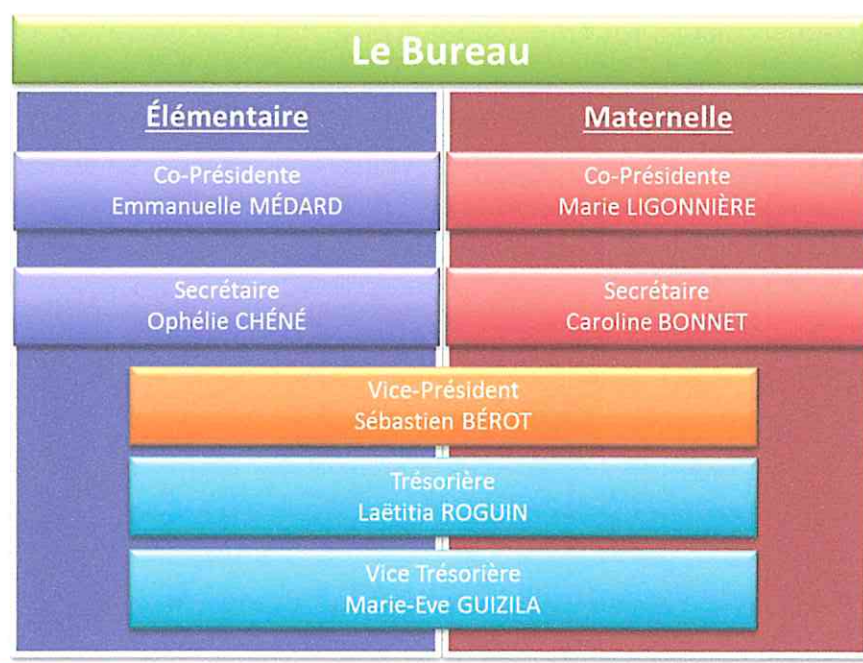 Le Bureau
Élémentaire
Maternelle
Co-Présidente
Emmanuelle MÉDARD
Co-Présidente
Marie LIGONNIÈRE
Secrétaire
Ophélie CHÉNÉ
Secrétaire
Caroline BONNET
Vice-Président
Sébastien BÉROT
Trésorière
Laëtitia ROGUIN
Vice Trésorière
Marie-Eve GUIZILA